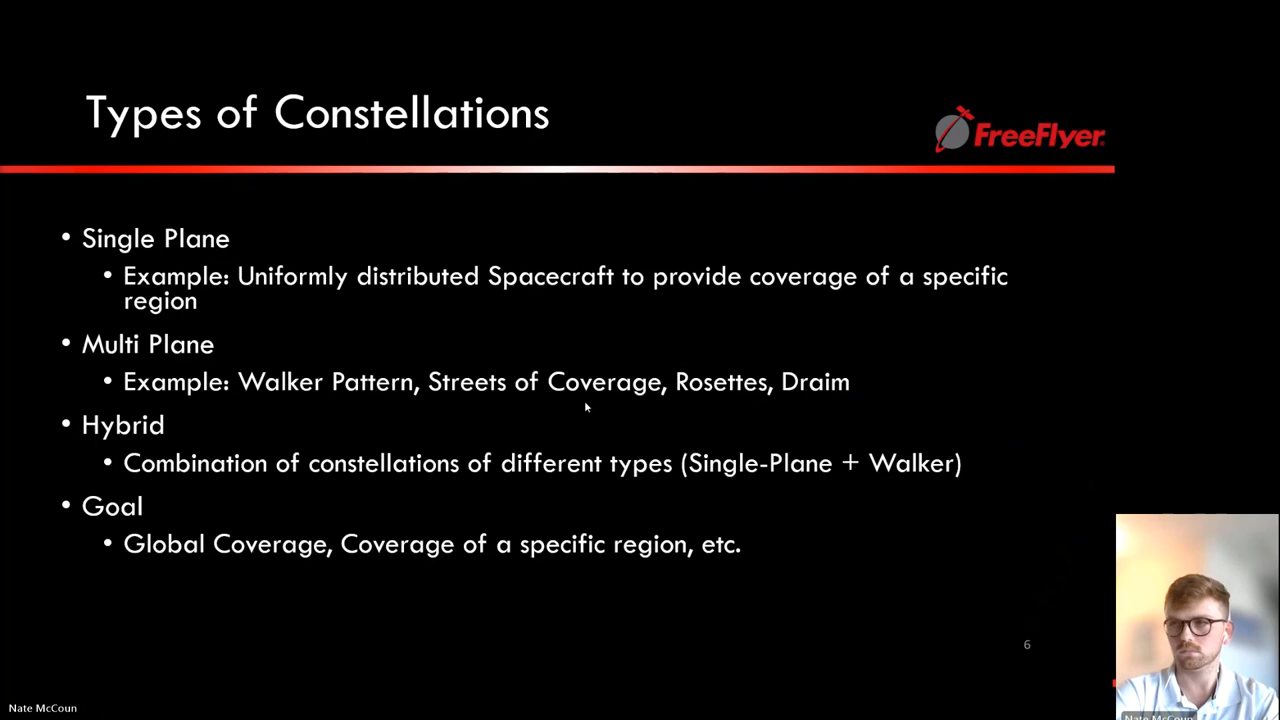 Types of Constellations
FreeFlyer
• Single Plane
• Example: Uniformly distributed Spacecraft to provide coverage of a specific
region
• Multi Plane
• Example: Walker Pattern, Streets of Coverage, Rosettes, Draim
• Hybrid
• Combination of constellations of different types (Single-Plane + Walker)
• Goal
• Global Coverage, Coverage of a specific region, etc.
6
Nate McCoun
Nate McCoun